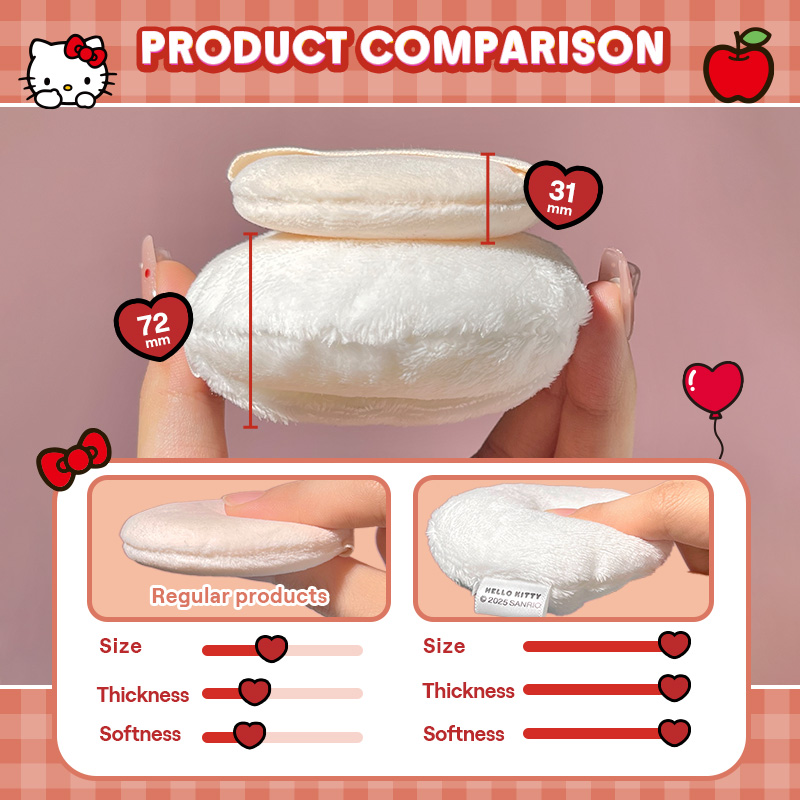 PRODUCT COMPARISON
31
mm
72
mm
Regular products
HELLO KITTY
© 2025 SANRIO
Size
Thickness
Softness
Size
Thickness
Softness